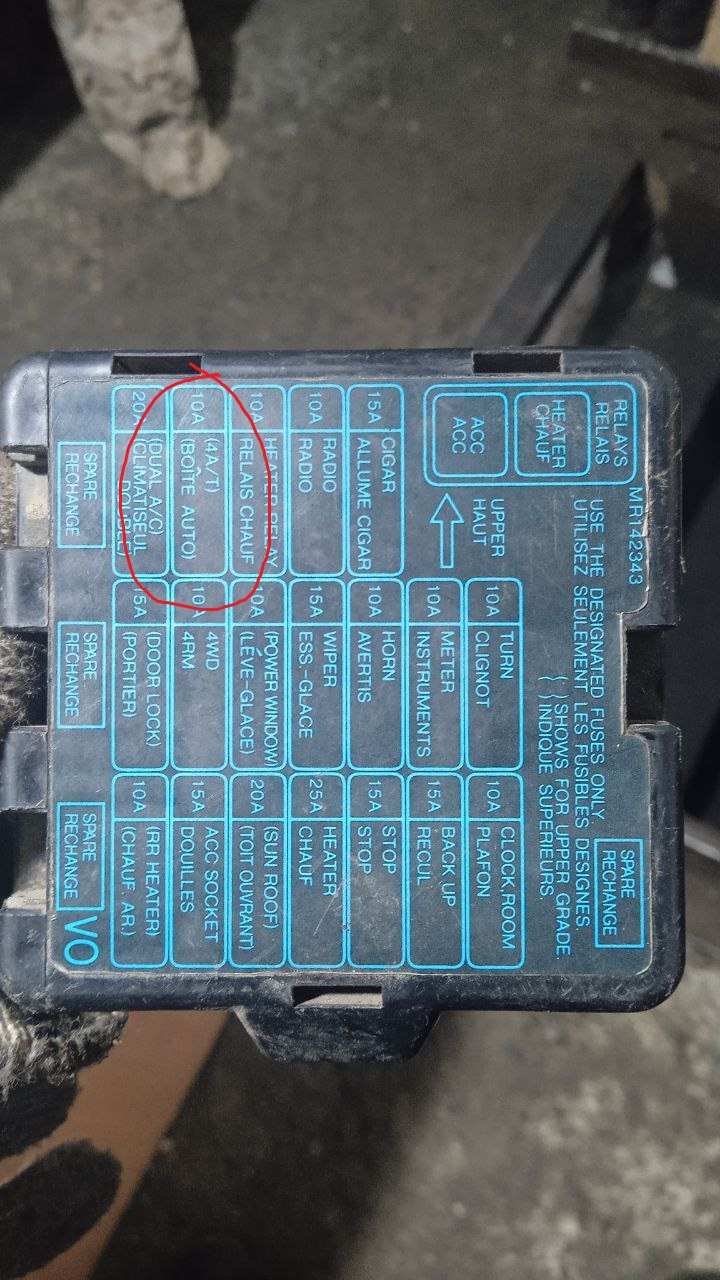 MR142343
RELAYS
RELAIS
HEATER
CHAUF
ACC
ACC
UPPER
HAUT
USE THE DESIGNATED FUSES ONLY.
UTILISEZ SEULEMENT LES FUSIBLES DESIGNES
( ) SHOWS FOR UPPER GRADE.
( ) INDIQUE SUPERIEURS.
SPARE
RECHANGE
10A TURN
CLIGNOT
10A CLOCK,ROOM
PLAFON
10A METER
INSTRUMENTS
15A BACK UP
RECUL
15A CIGAR
ALLUME CIGAR
10A HORN
AVERTIS
15A STOP
STOP
10A RADIO
RADIO
15A WIPER
ESS.-GLACE
25A HEATER
CHAUF
10A HEATER RELAY
RELAIS CHAUF
10A (POWER WINDOW)
(LÉVE-GLACE)
20A (SUN ROOF)
(TOIT OUVRANT)
10A (4A/T)
(BOÎTE AUTO)
10A 4WD
4RM
15A ACC SOCKET
DOUILLES
20A (DUAL A/C)
15A (DOOR LOCK)
(PORTIER)
10A (RR HEATER)
(CHAUF. AR.)
SPARE
RECHANGE
SPARE
RECHANGE
SPARE
RECHANGE
VO